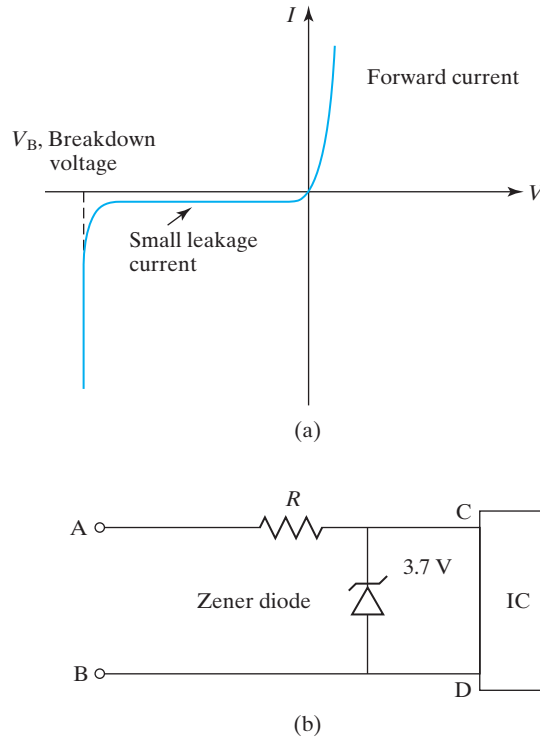 I
Forward current
V_B, Breakdown
voltage
V
Small leakage
current
(a)
R
A
C
3.7 V
Zener diode
IC
B
D
(b)